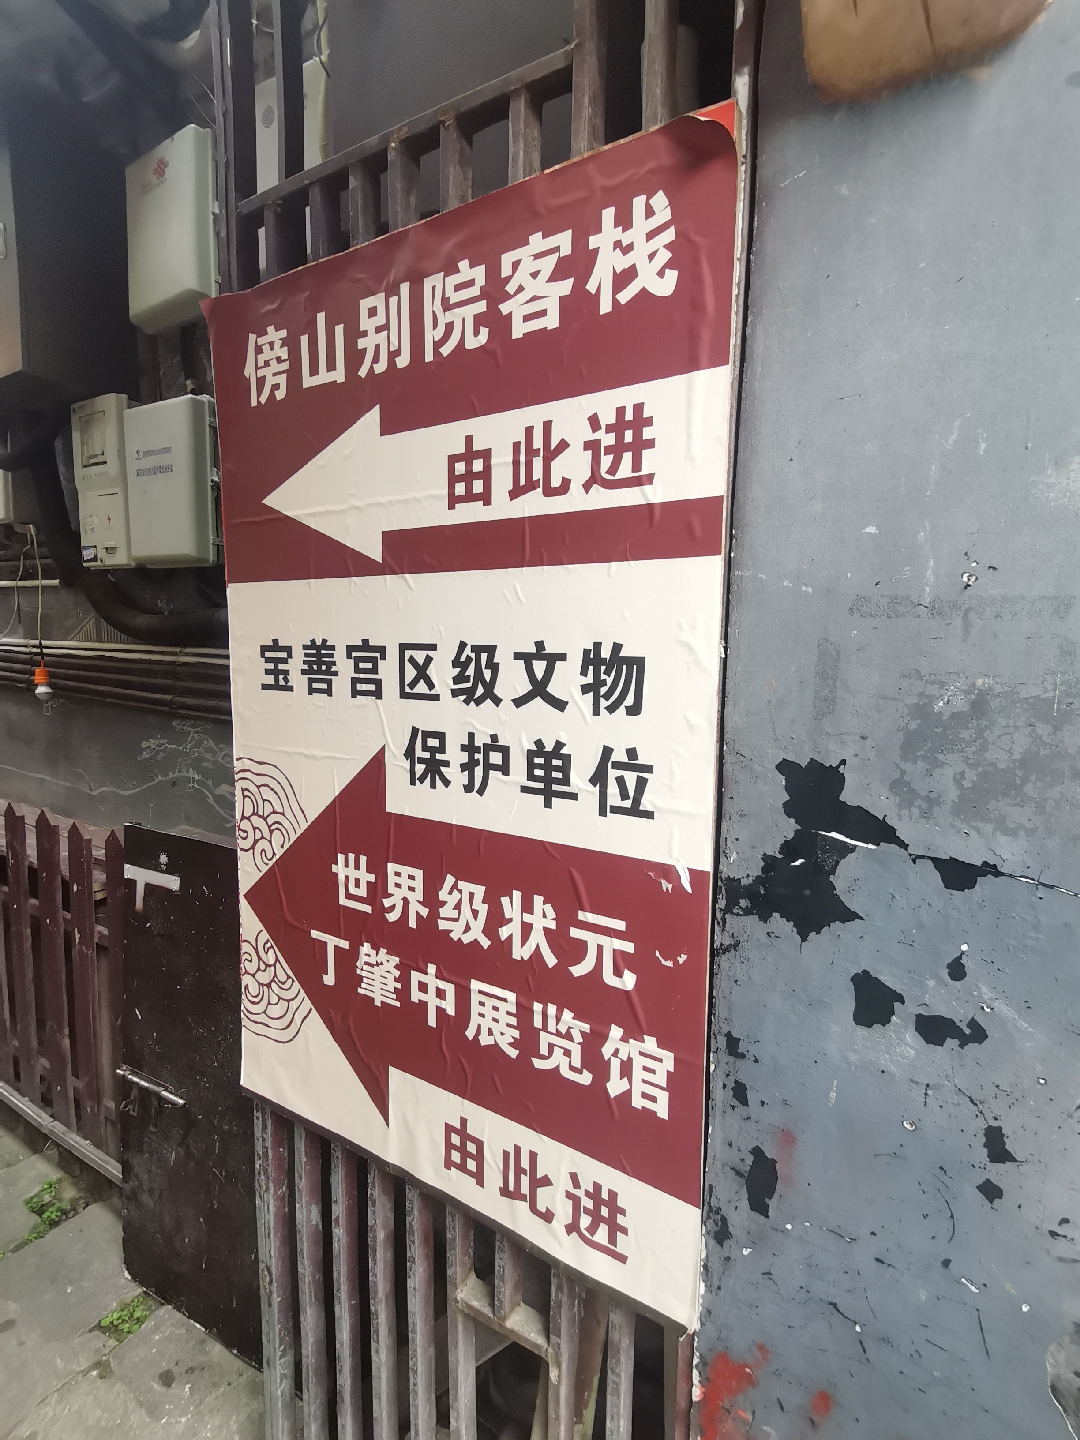 傍山别院客栈
由此进
宝善宫区级文物
保护单位
世界级状元
丁肇中展览馆
由此进